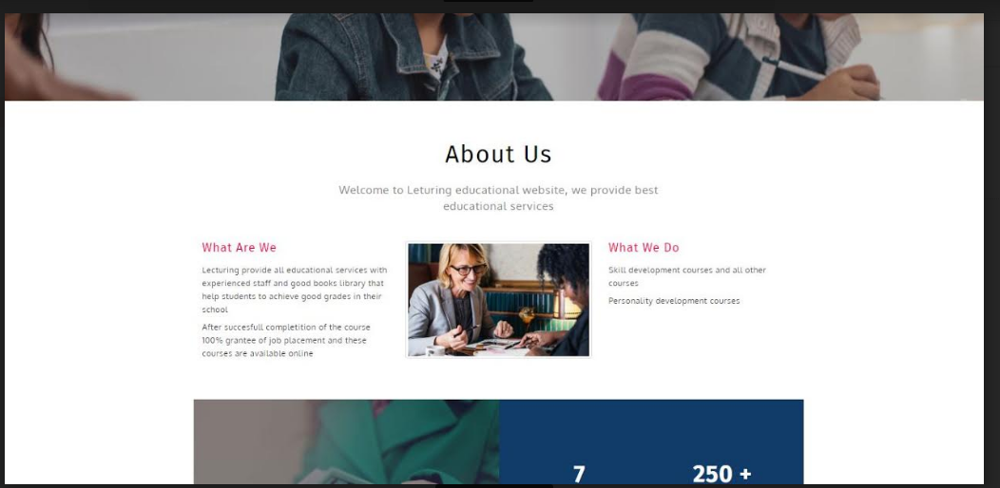 About Us
Welcome to Leturing educational website, we provide best
educational services
What Are We
Lecturing provide all educational services with
experienced staff and good books library that
help students to achieve good grades in their
school
After succesfull completition of the course
100% grantee of job placement and these
courses are available online
What We Do
Skill development courses and all other
courses
Personality development courses
7
250 +